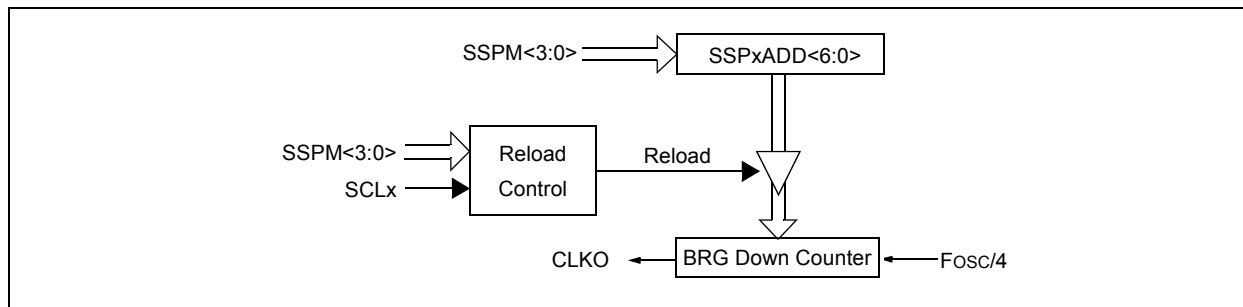 SSPM<3:0>
SSPxADD<6:0>
SSPM<3:0>
SCLx
Reload
Control
Reload
CLKO
BRG Down Counter
FOSC/4